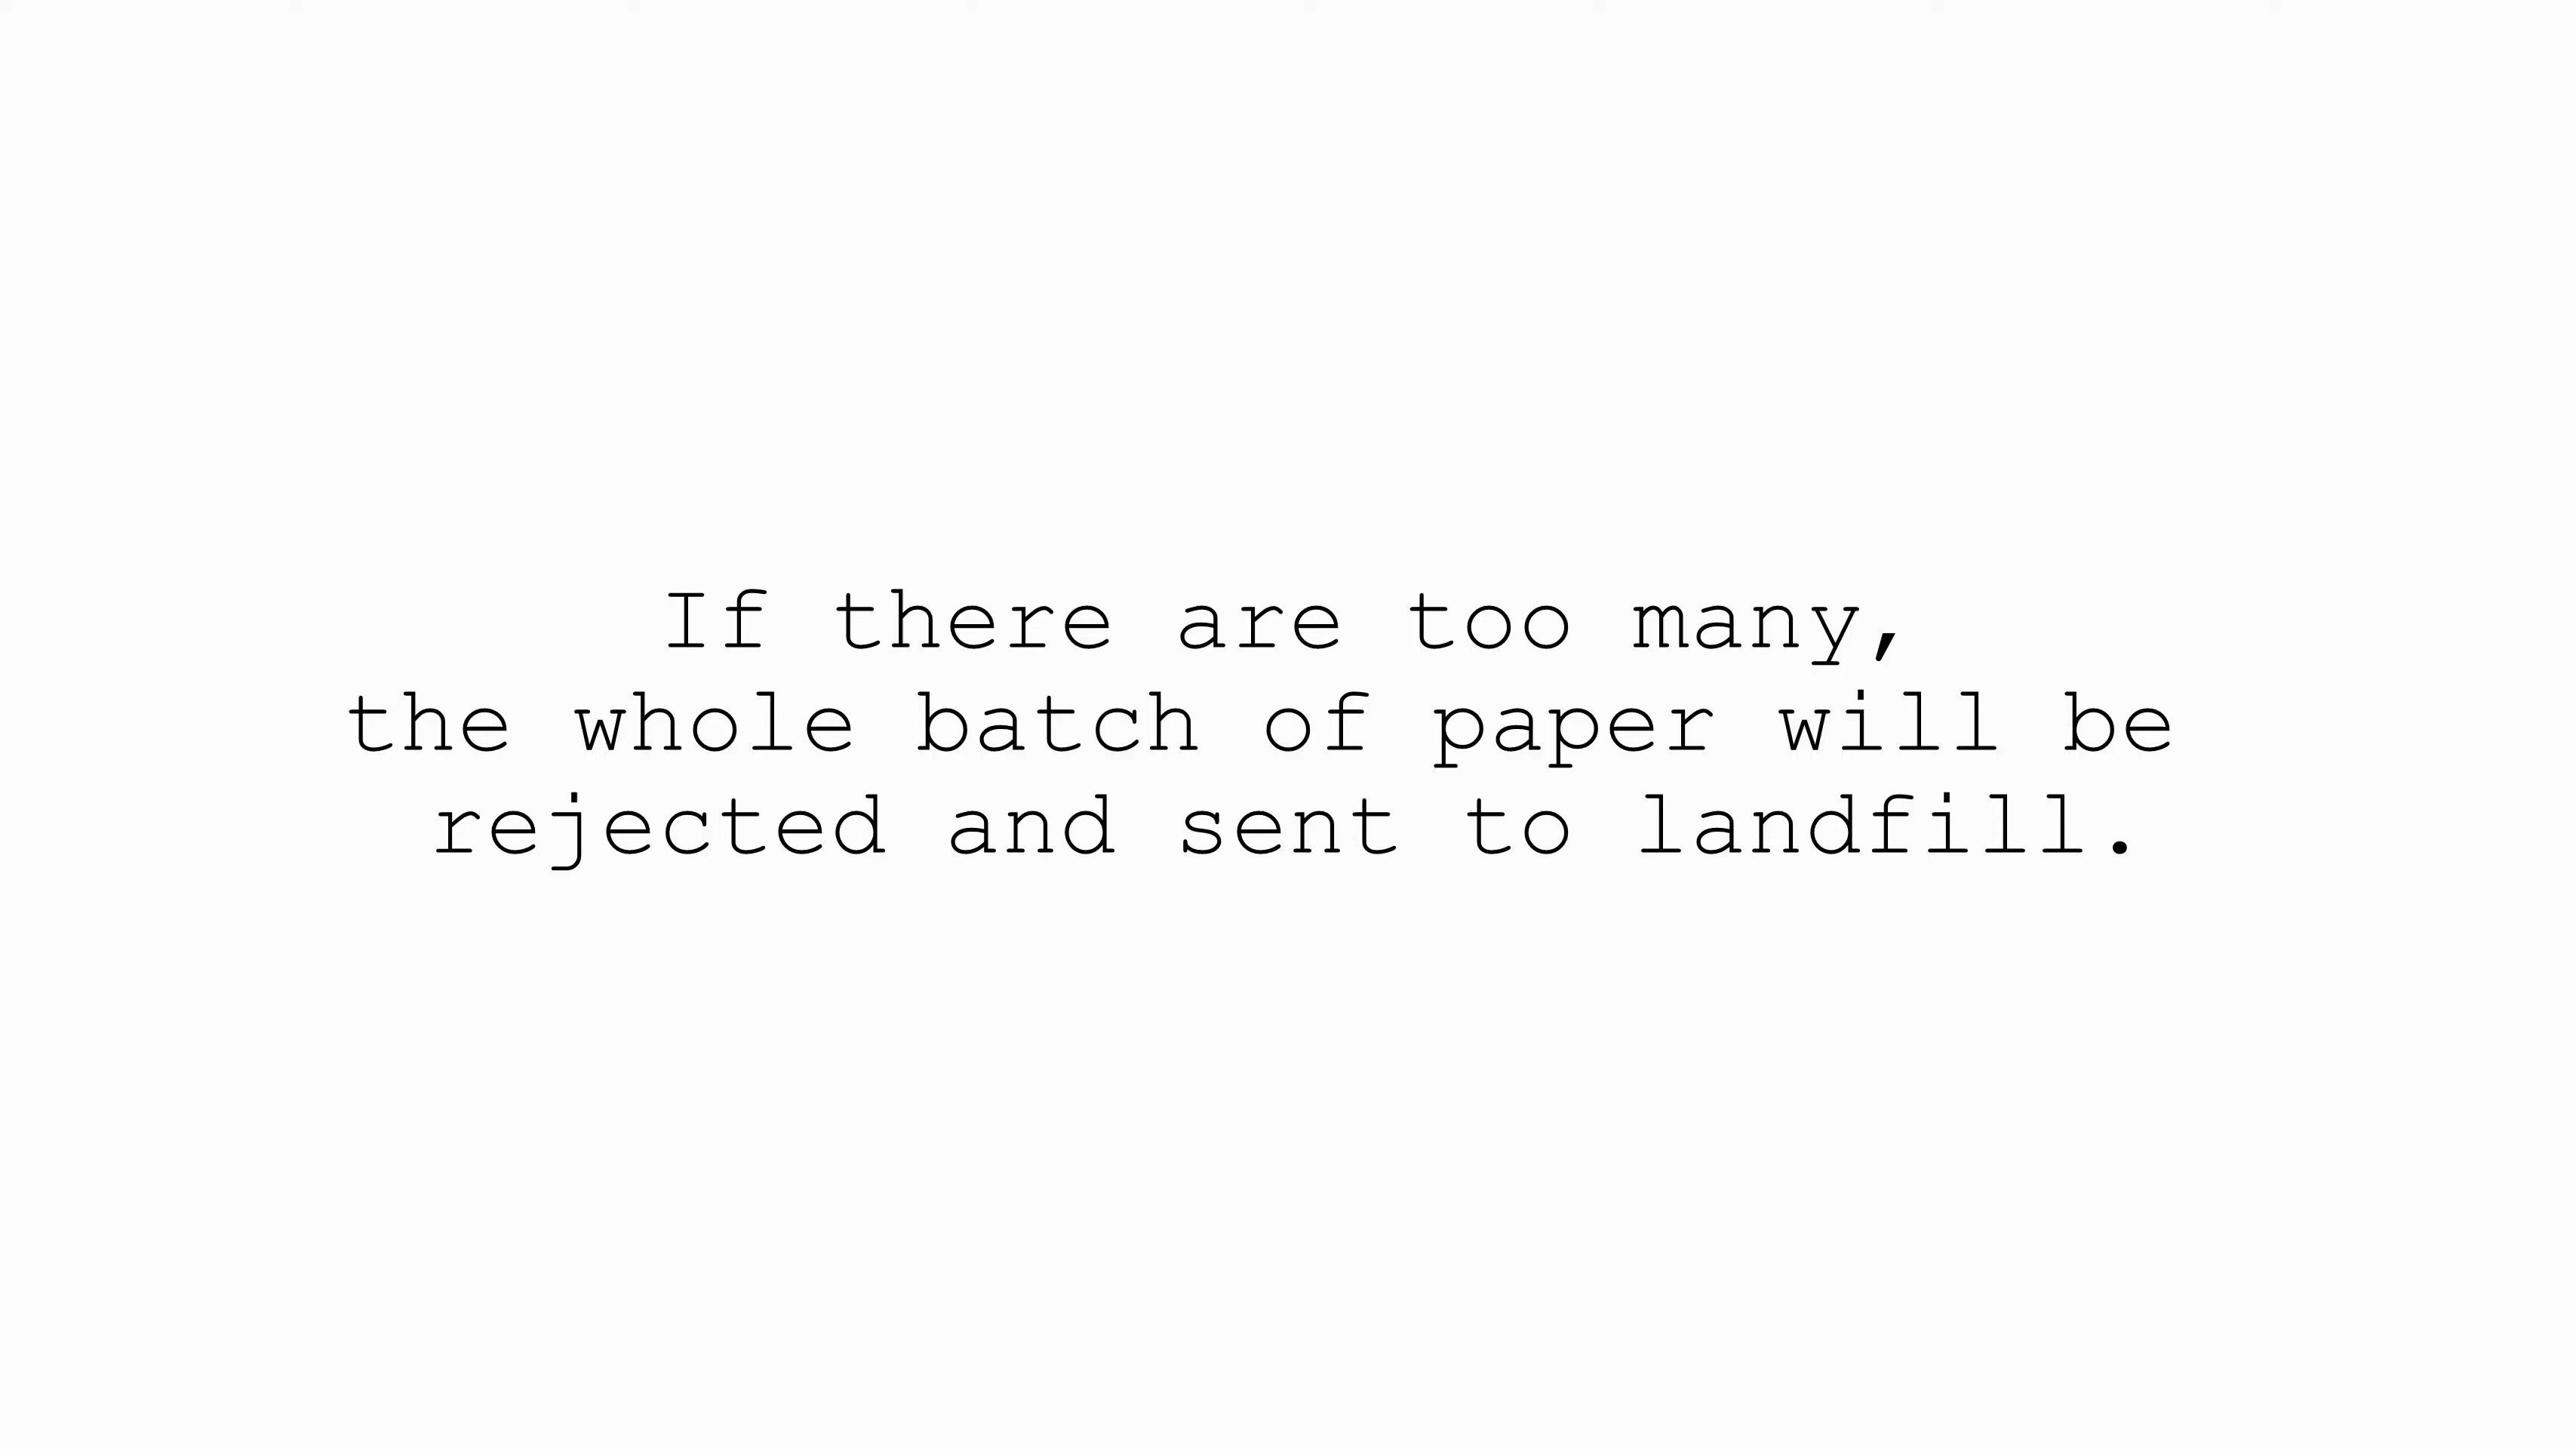 If there are too many,
the whole batch of paper will be
rejected and sent to landfill.